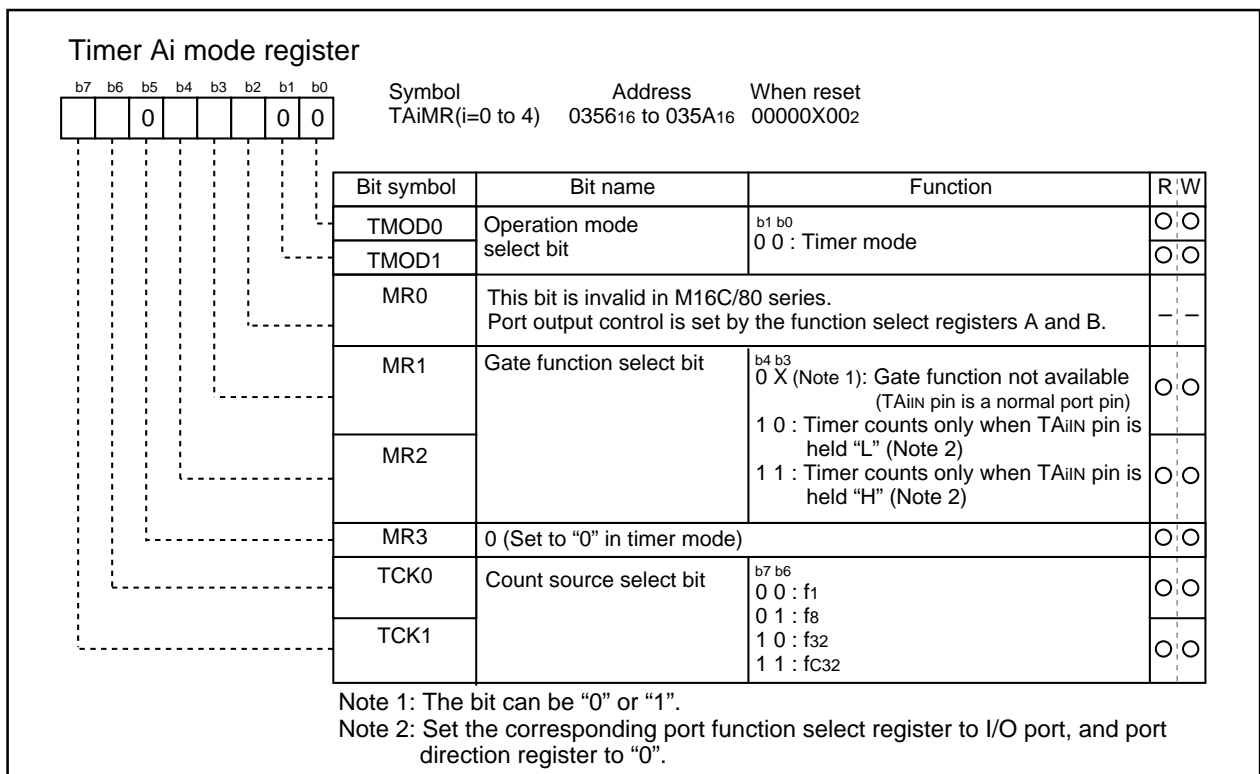 Timer Ai mode register
b7 b6 b5 b4 b3 b2 b1 b0
0 0 0
Symbol Address When reset
TAiMR(i=0 to 4) 035616 to 035A16 00000X002
Bit symbol Bit name Function R W
TMOD0 Operation mode select bit b1 b0
0 0 : Timer mode
TMOD1
MR0 This bit is invalid in M16C/80 series.
Port output control is set by the function select registers A and B. – –
MR1 Gate function select bit b4 b3
0 X (Note 1): Gate function not available
(TAiIN pin is a normal port pin)
1 0 : Timer counts only when TAiIN pin is
held “L” (Note 2)
MR2
1 1 : Timer counts only when TAiIN pin is
held “H” (Note 2)
MR3 0 (Set to “0” in timer mode)
TCK0 Count source select bit b7 b6
0 0 : f1
0 1 : f8
TCK1
1 0 : f32
1 1 : fC32
Note 1: The bit can be “0” or “1”.
Note 2: Set the corresponding port function select register to I/O port, and port
direction register to “0”.